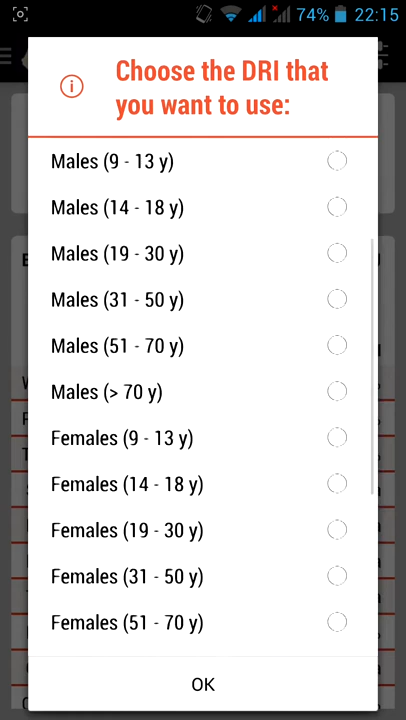 74% 22:15
Choose the DRI that
you want to use:
Males (9 - 13 y)
Males (14 - 18 y)
Males (19 - 30 y)
Males (31 - 50 y)
Males (51 - 70 y)
Males (> 70 y)
Females (9 - 13 y)
Females (14 - 18 y)
Females (19 - 30 y)
Females (31 - 50 y)
Females (51 - 70 y)
OK